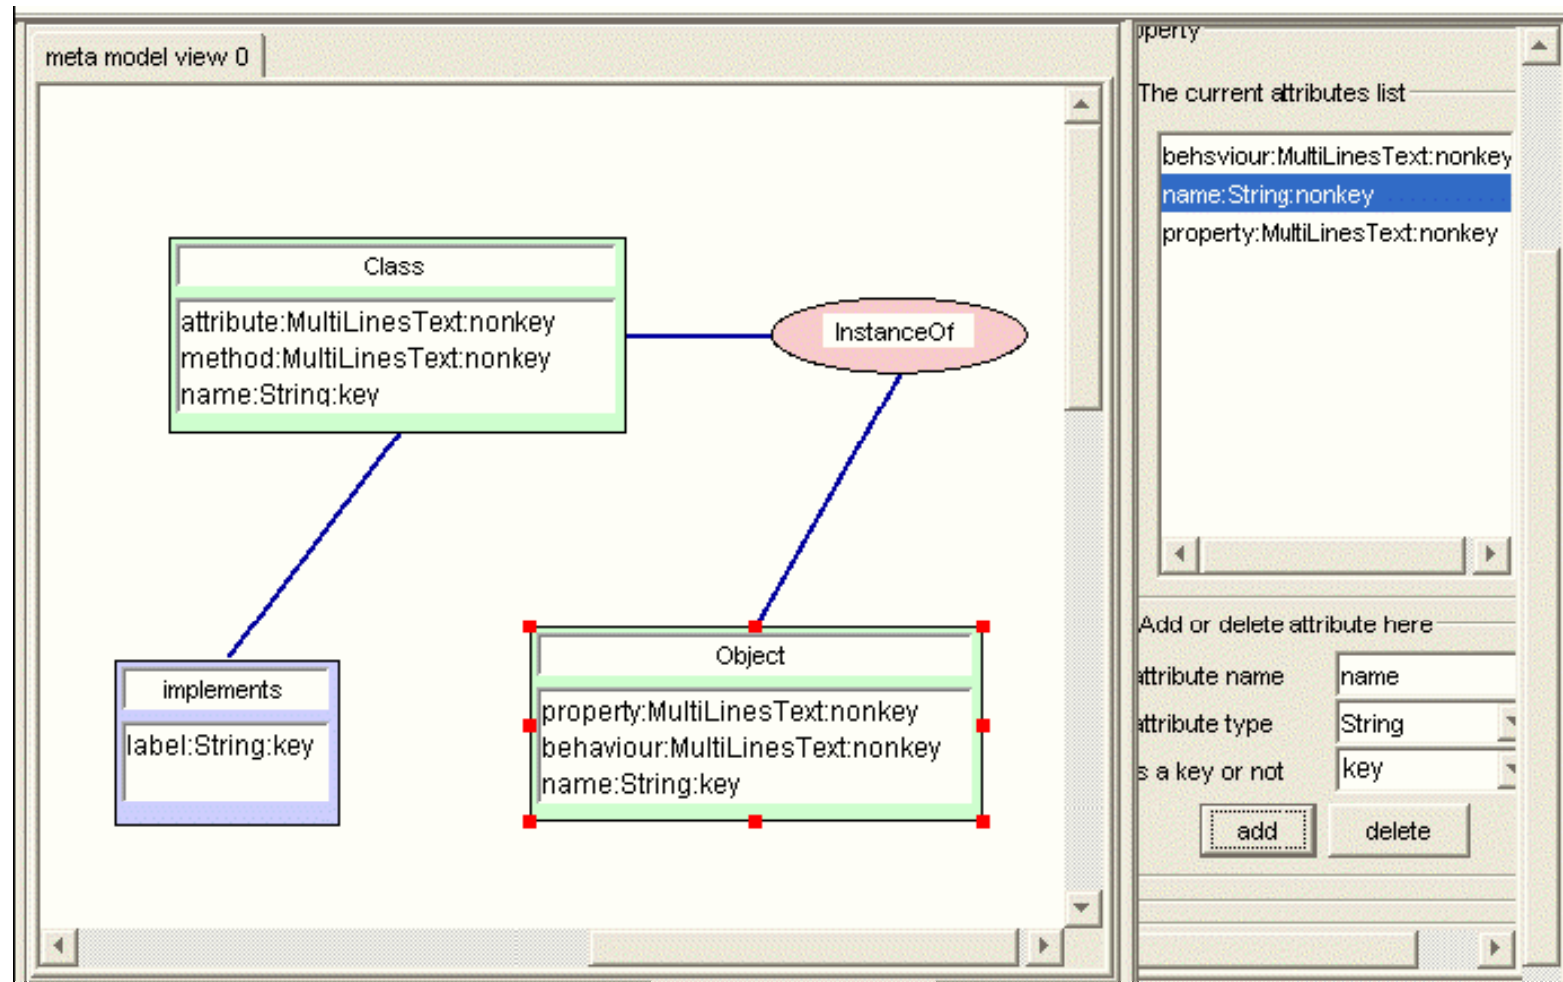 meta model view 0
Class
attribute:MultiLinesText:nonkey
method:MultiLinesText:nonkey
name:String:key
InstanceOf
implements
label:String:key
Object
property:MultiLinesText:nonkey
behaviour:MultiLinesText:nonkey
name:String:key
operty
The current attributes list
behsviour:MultiLinesText:nonkey
name:String:nonkey
property:MultiLinesText:nonkey
Add or delete attribute here
attribute name name
attribute type String
s a key or not key
add delete